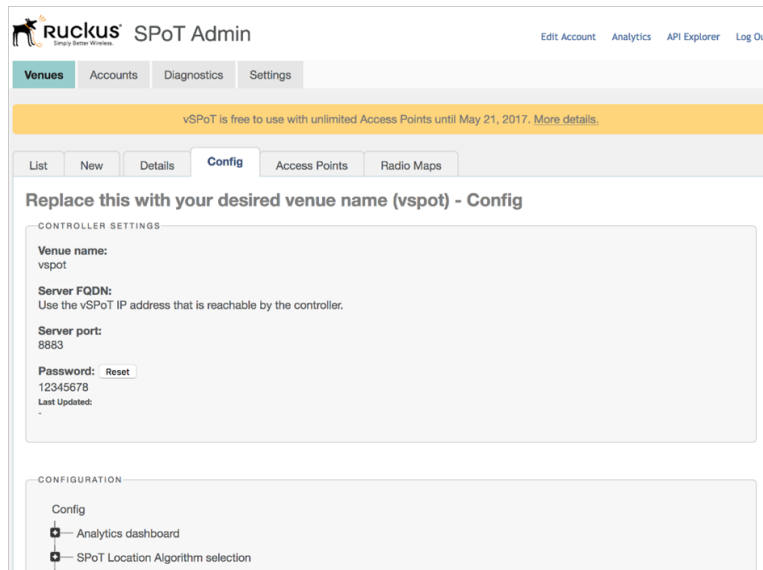 Ruckus SPoT Admin
Simply Better Wireless.
Edit Account Analytics API Explorer Log Ou
Venues Accounts Diagnostics Settings
vSPoT is free to use with unlimited Access Points until May 21, 2017. More details.
List New Details Config Access Points Radio Maps
Replace this with your desired venue name (vspot) - Config
CONTROLLER SETTINGS
Venue name:
vspot
Server FQDN:
Use the vSPoT IP address that is reachable by the controller.
Server port:
8883
Password: Reset
12345678
Last Updated:
-
CONFIGURATION
Config
Analytics dashboard
SPoT Location Algorithm selection